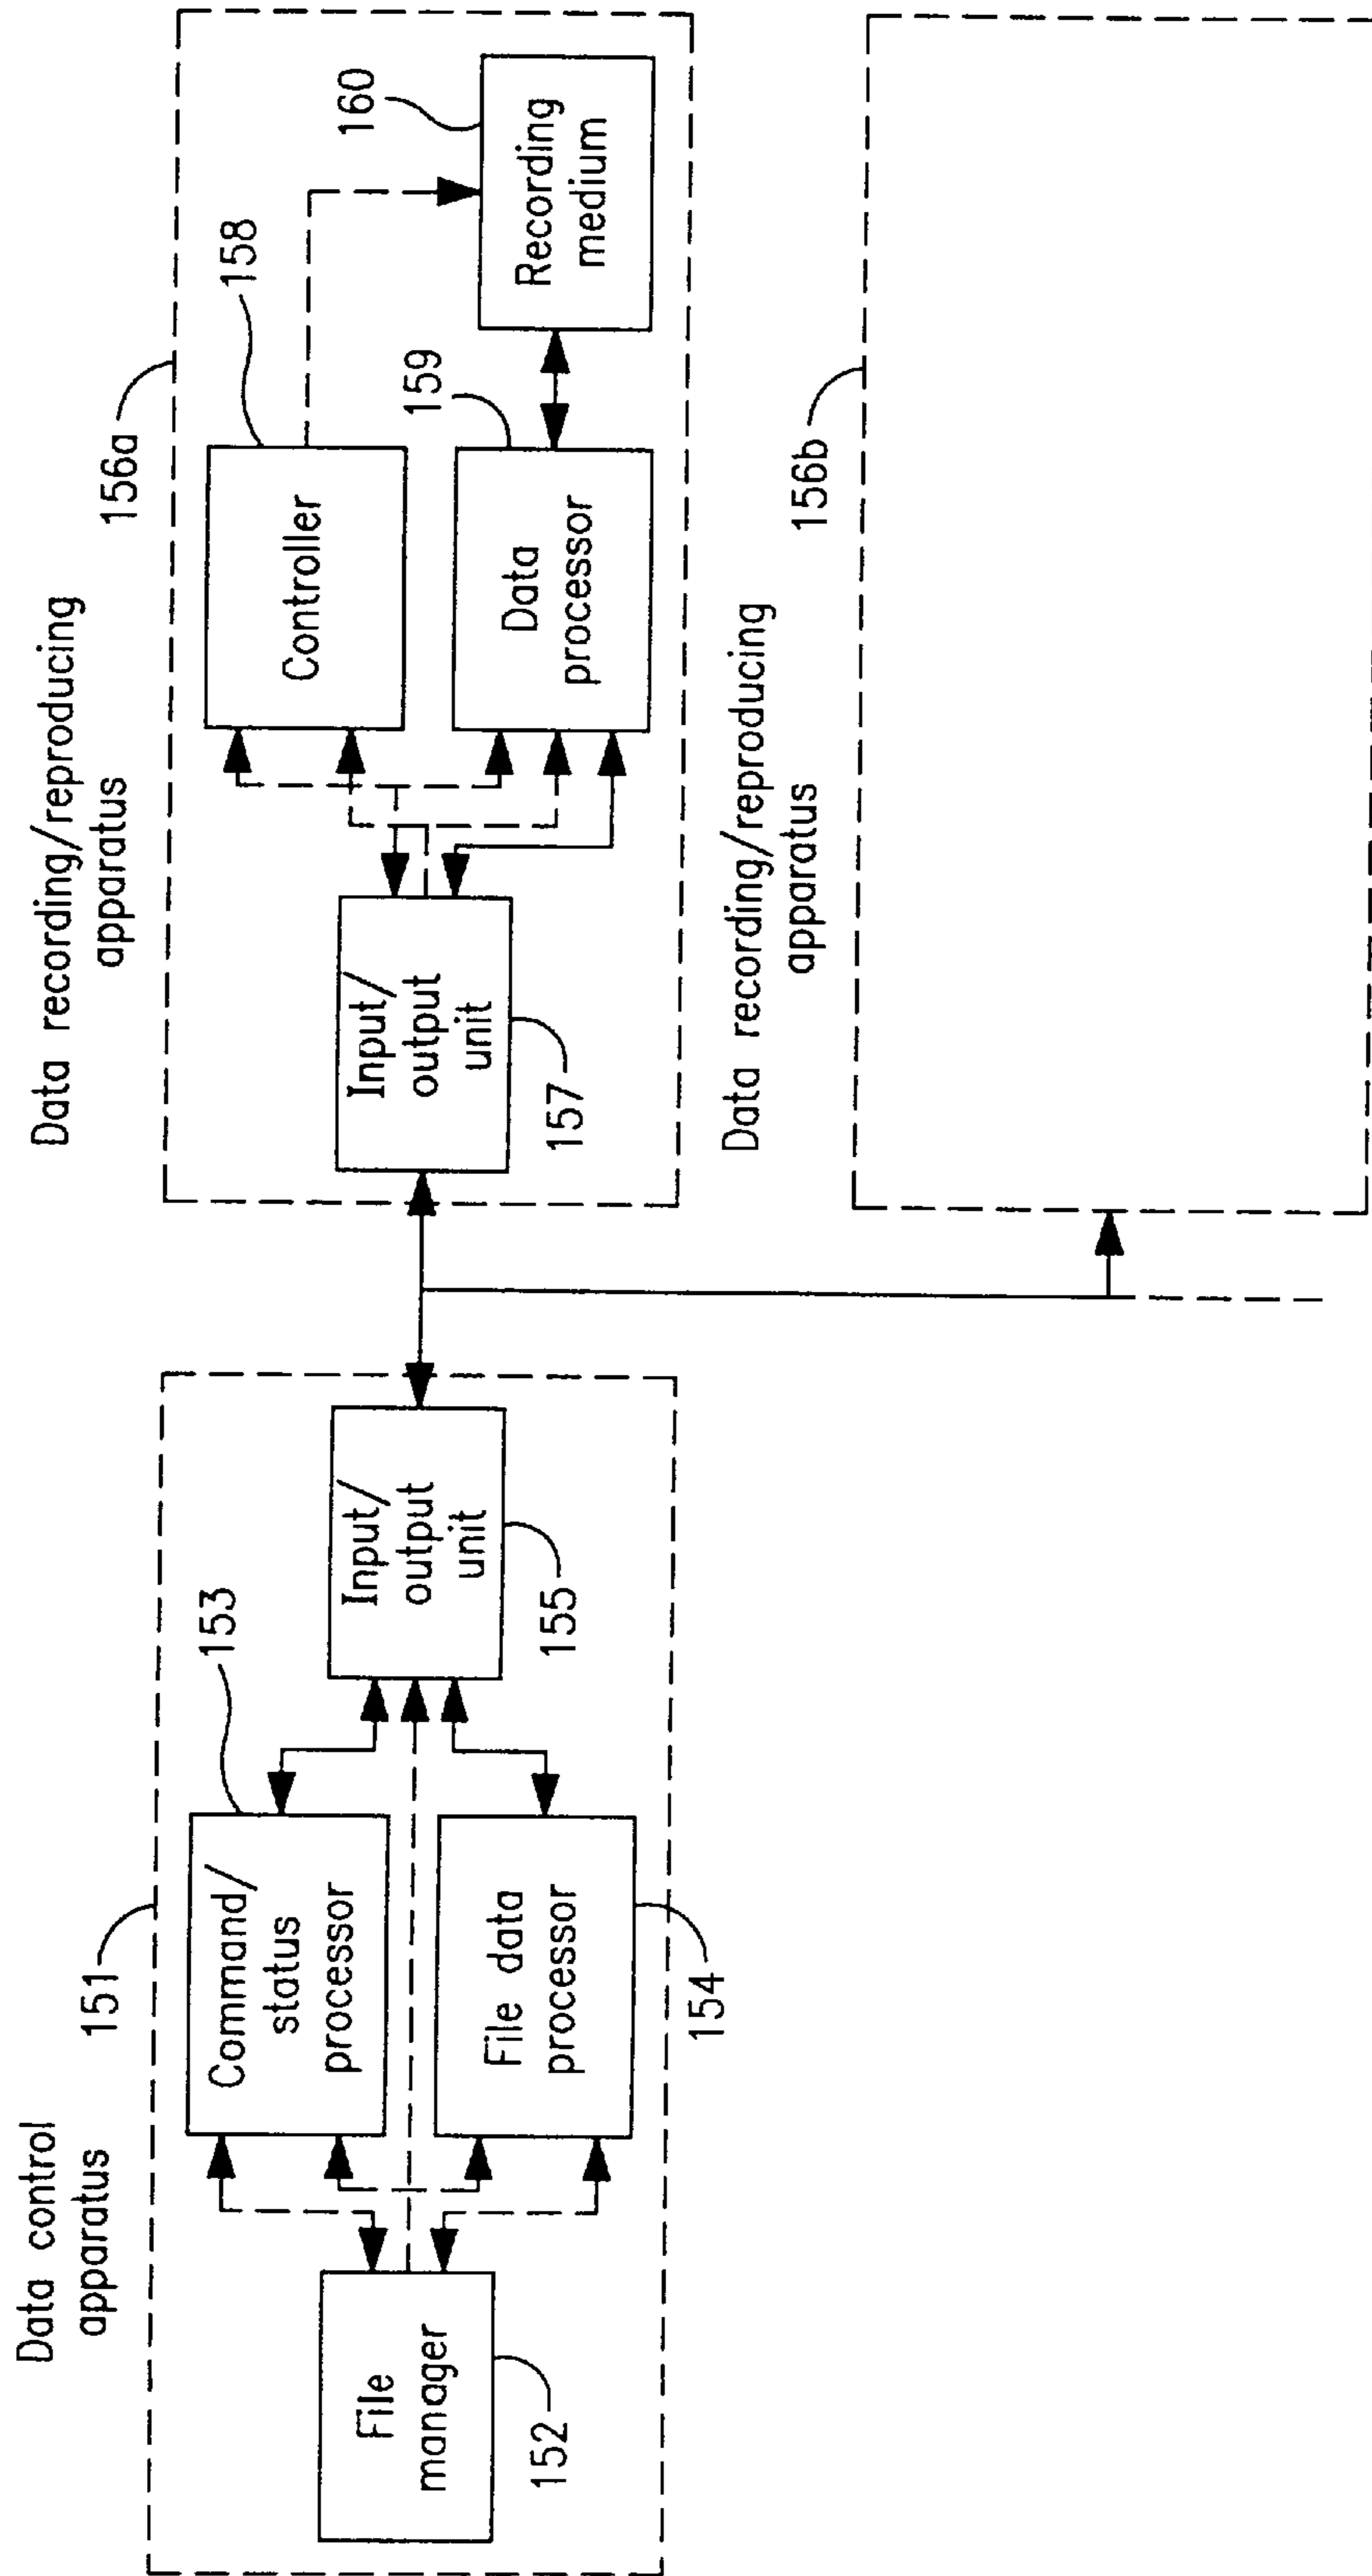 Data control
apparatus
151
File
manager
152
Command/
status
processor
153
File data
processor
154
Input/
output
unit
155
Data recording/reproducing
apparatus
156a
Input/
output
unit
157
Controller
158
Data
processor
159
Recording
medium
160
Data recording/reproducing
apparatus
156b